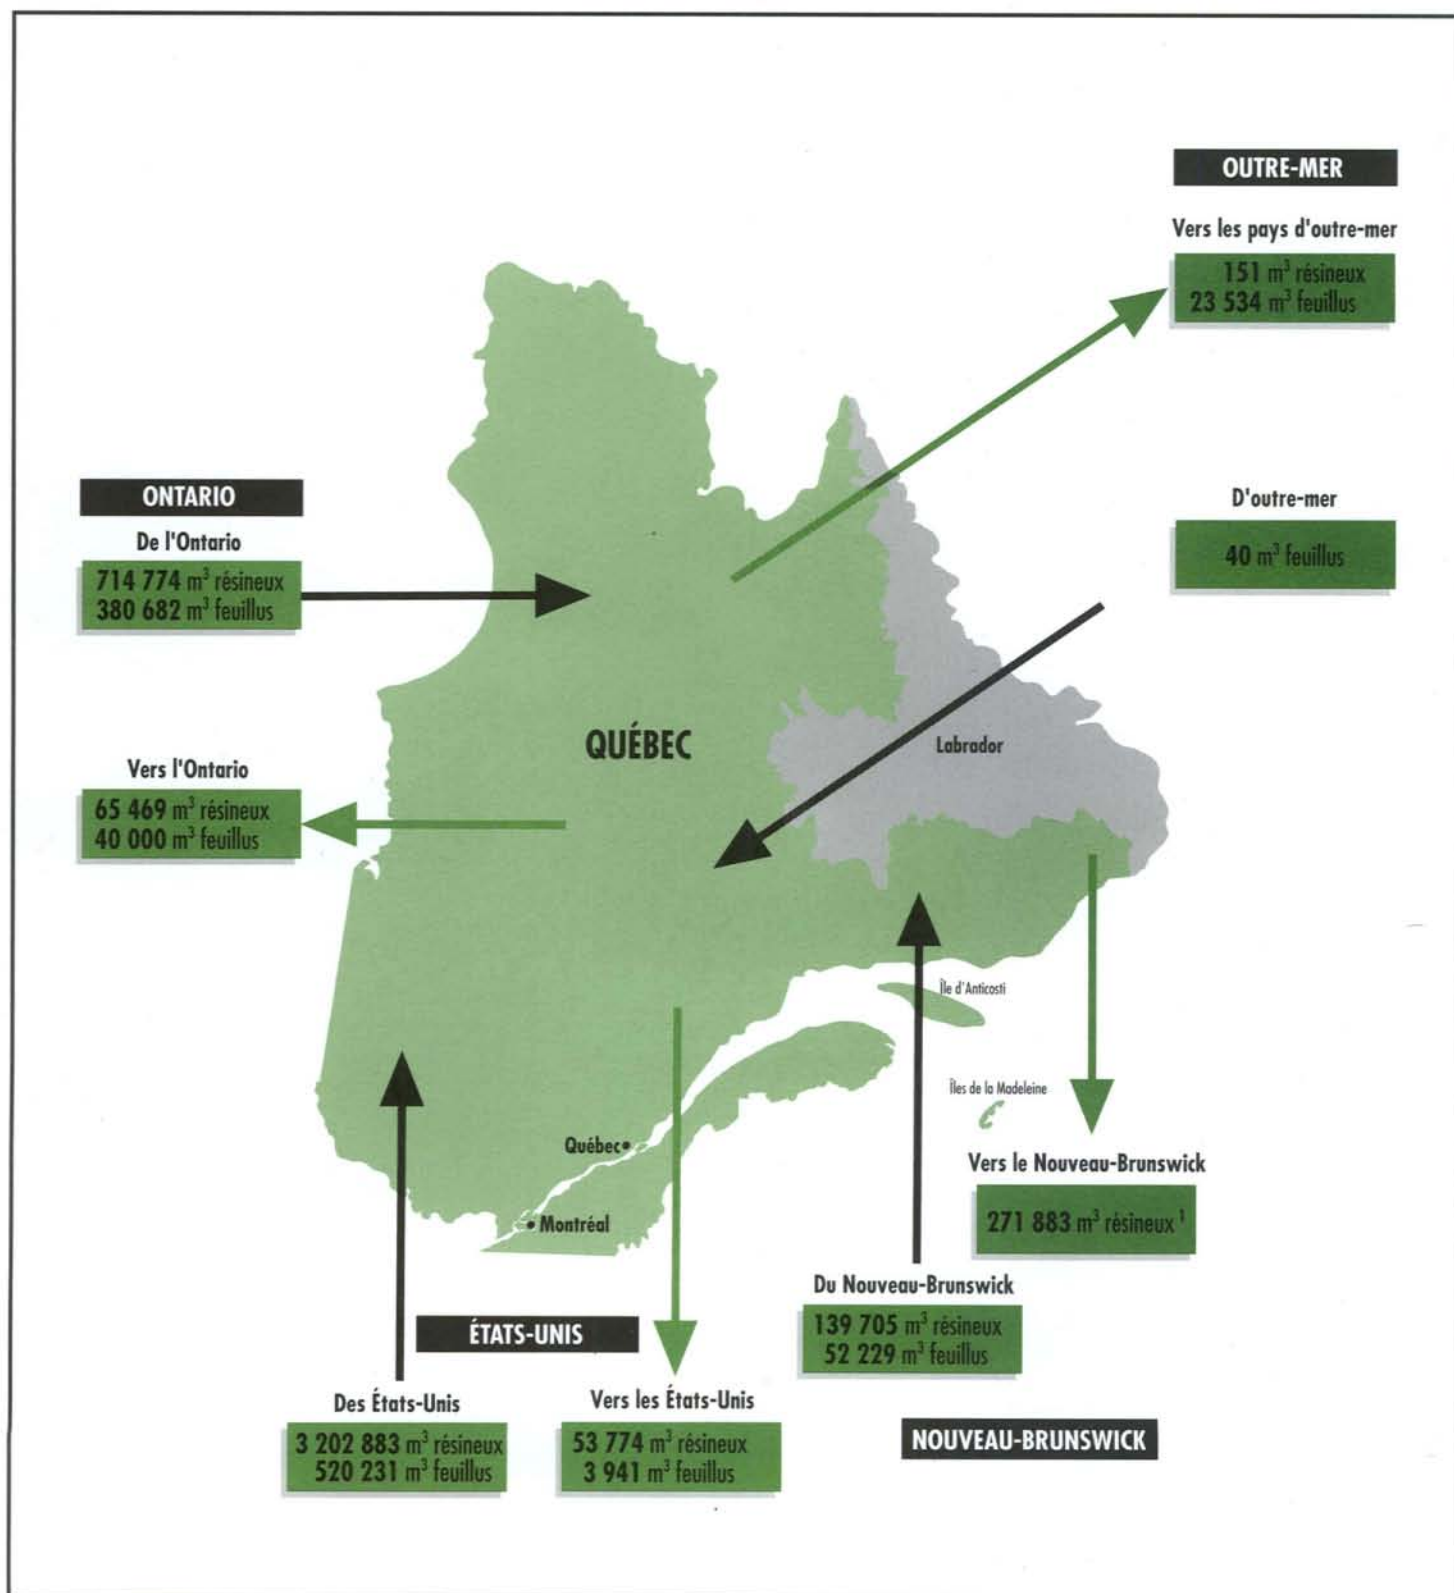 OUTRE-MER
Vers les pays d'outre-mer
151 m³ résineux
23 534 m³ feuillus
D'outre-mer
40 m³ feuillus
ONTARIO
De l'Ontario
714 774 m³ résineux
380 682 m³ feuillus
QUÉBEC
Labrador
Vers l'Ontario
65 469 m³ résineux
40 000 m³ feuillus
Île d'Anticosti
Îles de la Madeleine
Québec
Montréal
Vers le Nouveau-Brunswick
271 883 m³ résineux ¹
Du Nouveau-Brunswick
139 705 m³ résineux
52 229 m³ feuillus
NOUVEAU-BRUNSWICK
ÉTATS-UNIS
Des États-Unis
3 202 883 m³ résineux
520 231 m³ feuillus
Vers les États-Unis
53 774 m³ résineux
3 941 m³ feuillus